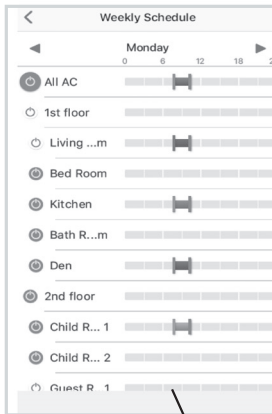 Weekly Schedule
Monday
0 6 12 18 2
All AC
1st floor
Living ...m
Bed Room
Kitchen
Bath R...m
Den
2nd floor
Child R... 1
Child R... 2
Guest R 1